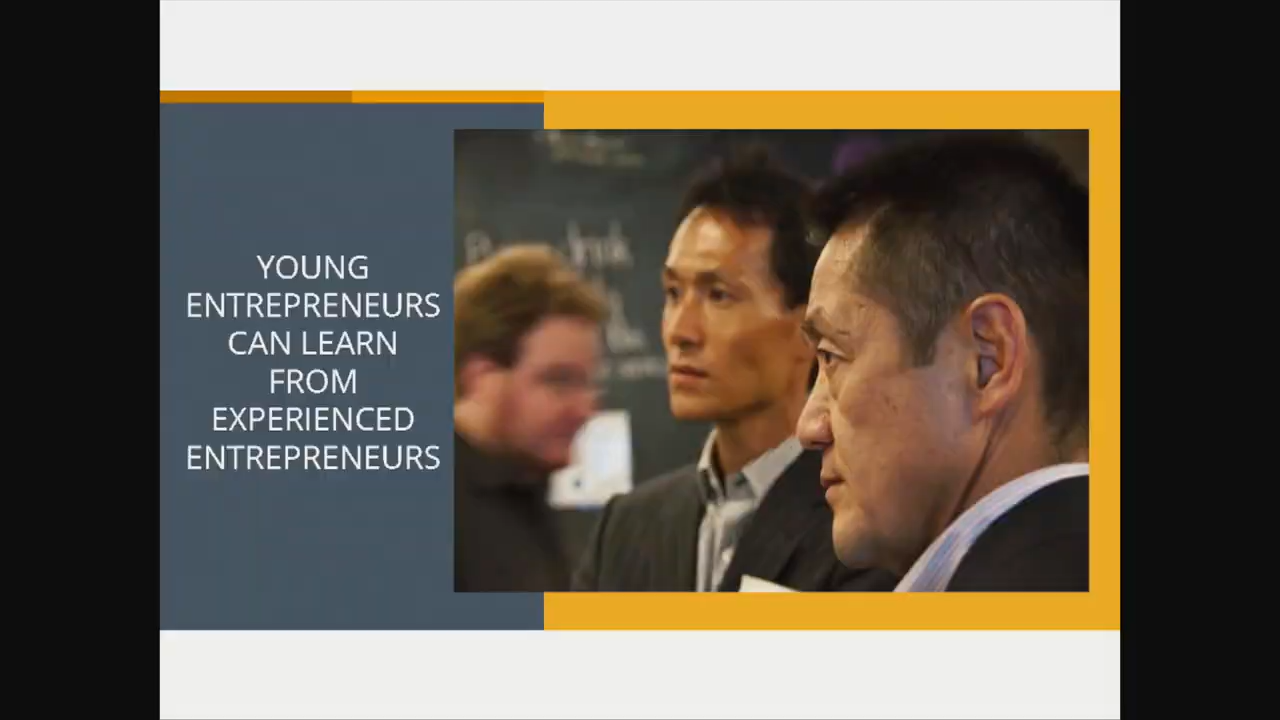 YOUNG
ENTREPRENEURS
CAN LEARN
FROM
EXPERIENCED
ENTREPRENEURS